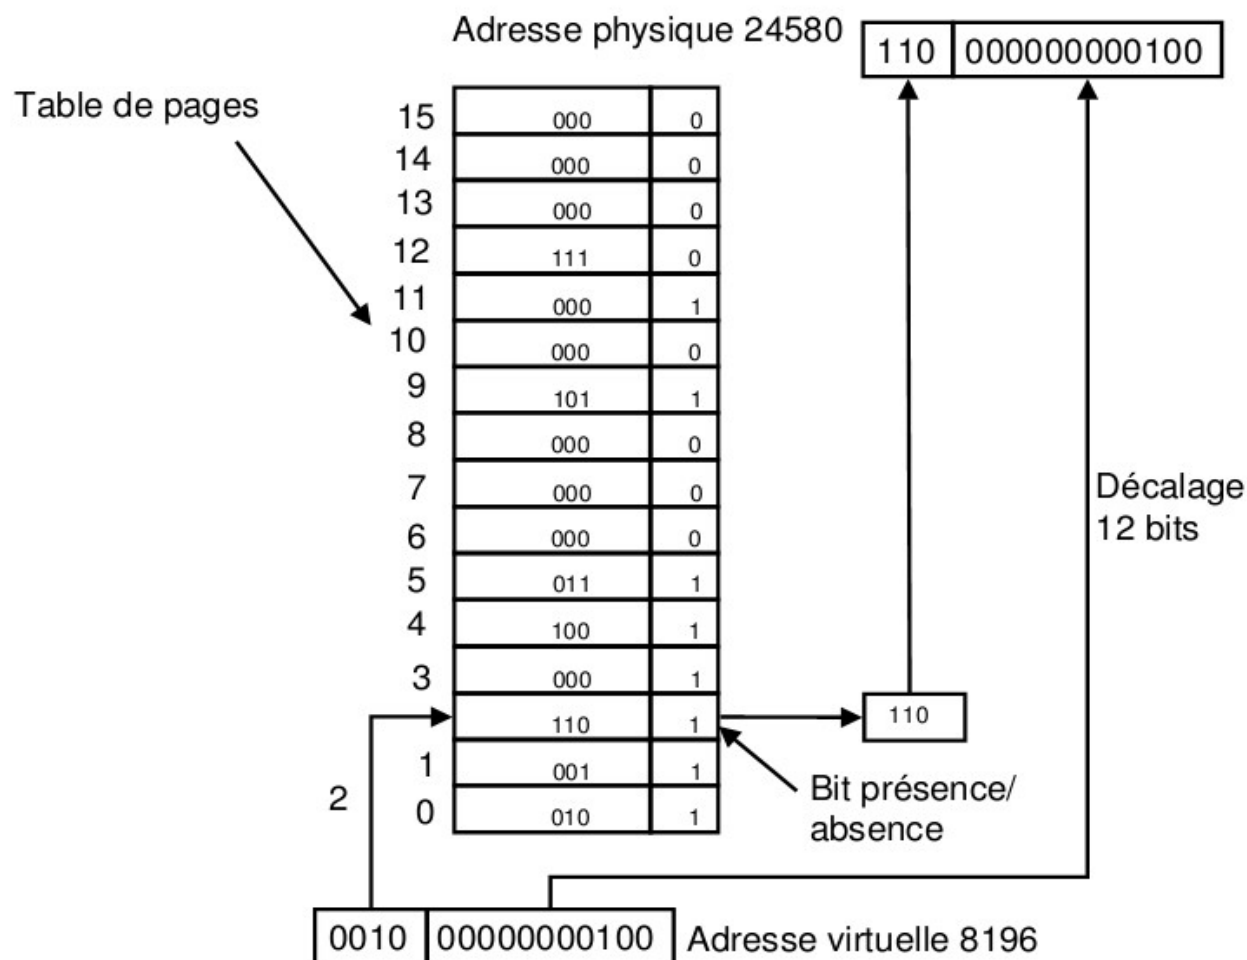 Adresse physique 24580 110 000000000100
Table de pages
15 000 0
14 000 0
13 000 0
12 111 0
11 000 1
10 000 0
9 101 1
8 000 0
7 000 0
6 000 0
5 011 1
4 100 1
3 000 1
110 1
1 001 1
0 010 1
2
110
Décalage
12 bits
Bit présence/
absence
0010 00000000100 Adresse virtuelle 8196